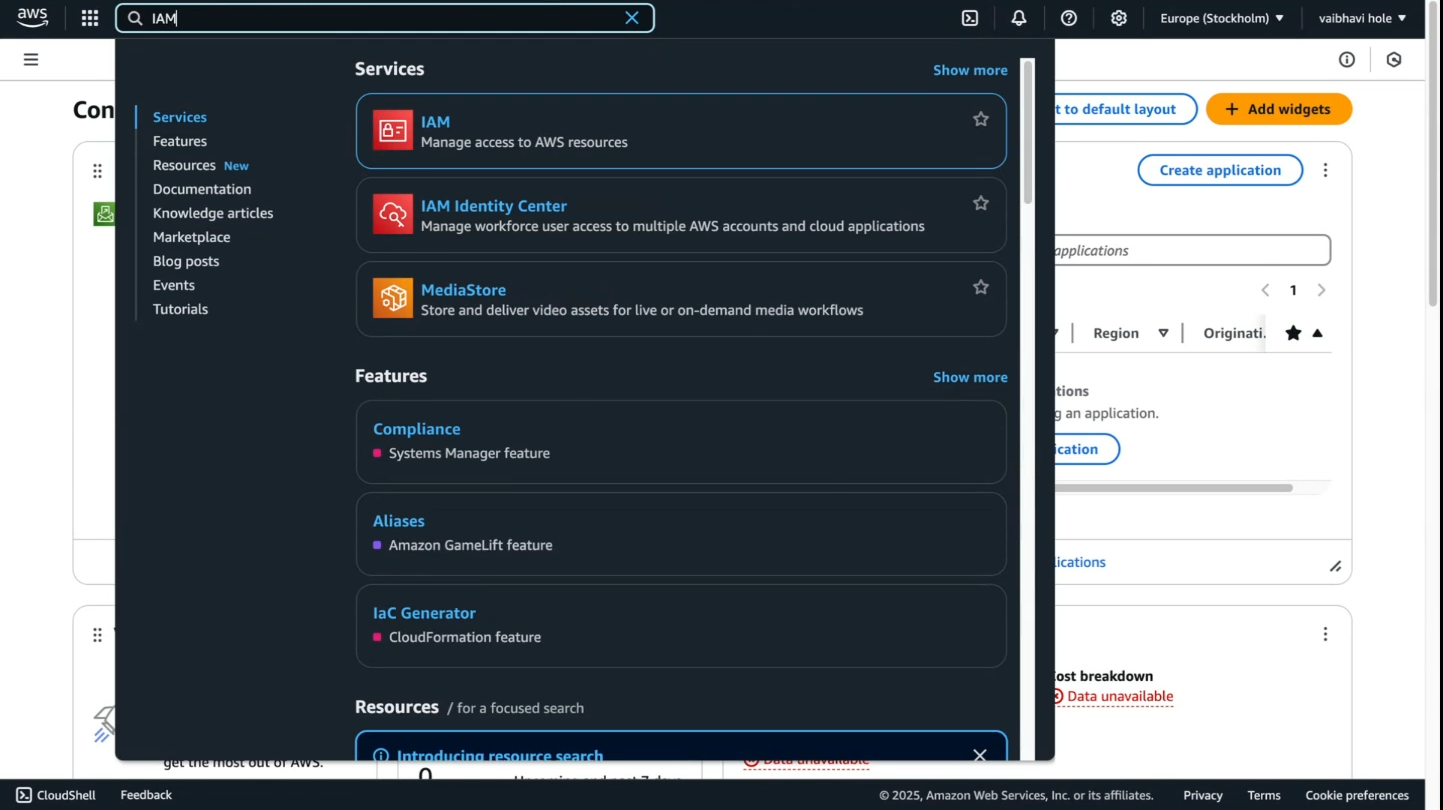 aws
IAM
Europe (Stockholm)
vaibhavi hole
Con
Services
Features
Resources New
Documentation
Knowledge articles
Marketplace
Blog posts
Events
Tutorials
Services
Show more
IAM
Manage access to AWS resources
IAM Identity Center
Manage workforce user access to multiple AWS accounts and cloud applications
MediaStore
Store and deliver video assets for live or on-demand media workflows
Features
Show more
Compliance
Systems Manager feature
Aliases
Amazon GameLift feature
IaC Generator
CloudFormation feature
Resources / for a focused search
Introducing resource search
t to default layout
+ Add widgets
Create application
applications
1
Region
Originati.
tions
g an application.
ication
lications
ost breakdown
Data unavailable
get the most out of AWS.
0
Upcoming and past 7 days
Data unavailable
CloudShell
Feedback
© 2025, Amazon Web Services, Inc. or its affiliates.
Privacy
Terms
Cookie preferences